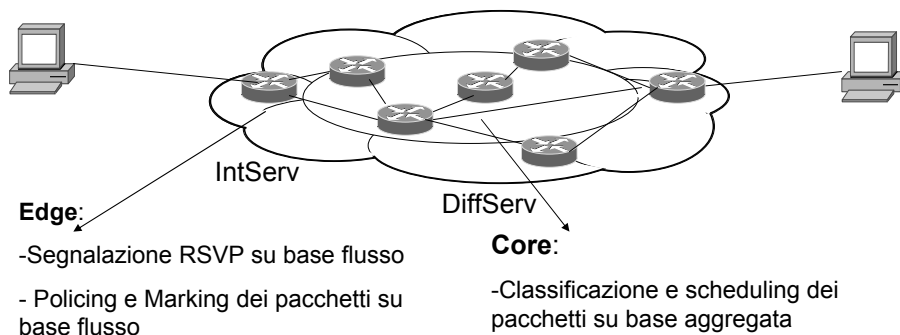 IntServ
DiffServ
Edge:
-Segnalazione RSVP su base flusso
- Policing e Marking dei pacchetti su
base flusso
Core:
-Classificazione e scheduling dei
pacchetti su base aggregata